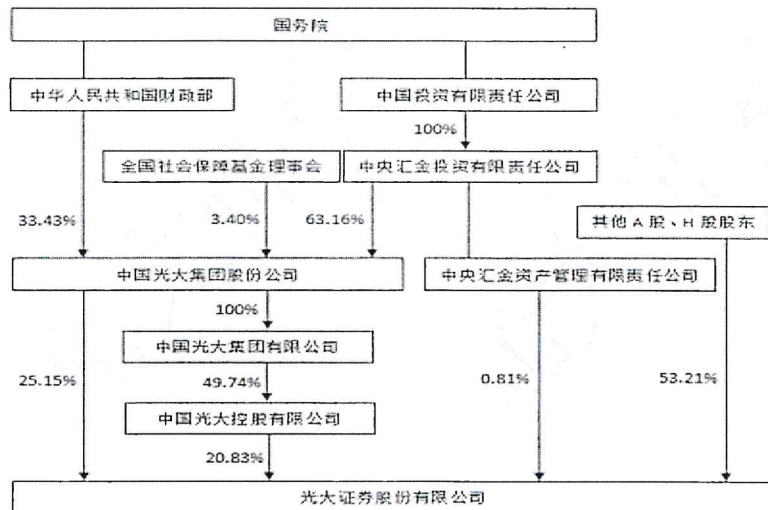 国务院
中华人民共和国财政部
中国投资有限责任公司
100%
全国社会保障基金理事会
中央汇金投资有限责任公司
33.43%
3.40%
63.16%
其他 A 股、H 股股东
中国光大集团股份公司
中央汇金资产管理有限责任公司
100%
中国光大集团有限公司
25.15%
49.74%
0.81%
53.21%
中国光大控股有限公司
20.83%
光大证券股份有限公司